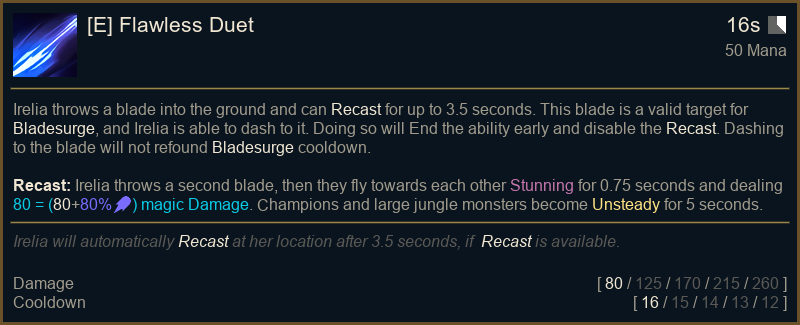 [E] Flawless Duet
16s
50 Mana
Irelia throws a blade into the ground and can Recast for up to 3.5 seconds. This blade is a valid target for
Bladesurge, and Irelia is able to dash to it. Doing so will End the ability early and disable the Recast. Dashing
to the blade will not refound Bladesurge cooldown.
Recast: Irelia throws a second blade, then they fly towards each other Stunning for 0.75 seconds and dealing
80 = (80+80%) magic Damage. Champions and large jungle monsters become Unsteady for 5 seconds.
Irelia will automatically Recast at her location after 3.5 seconds, if Recast is available.
Damage [ 80 / 125 / 170 / 215 / 260 ]
Cooldown [ 16 / 15 / 14 / 13 / 12 ]